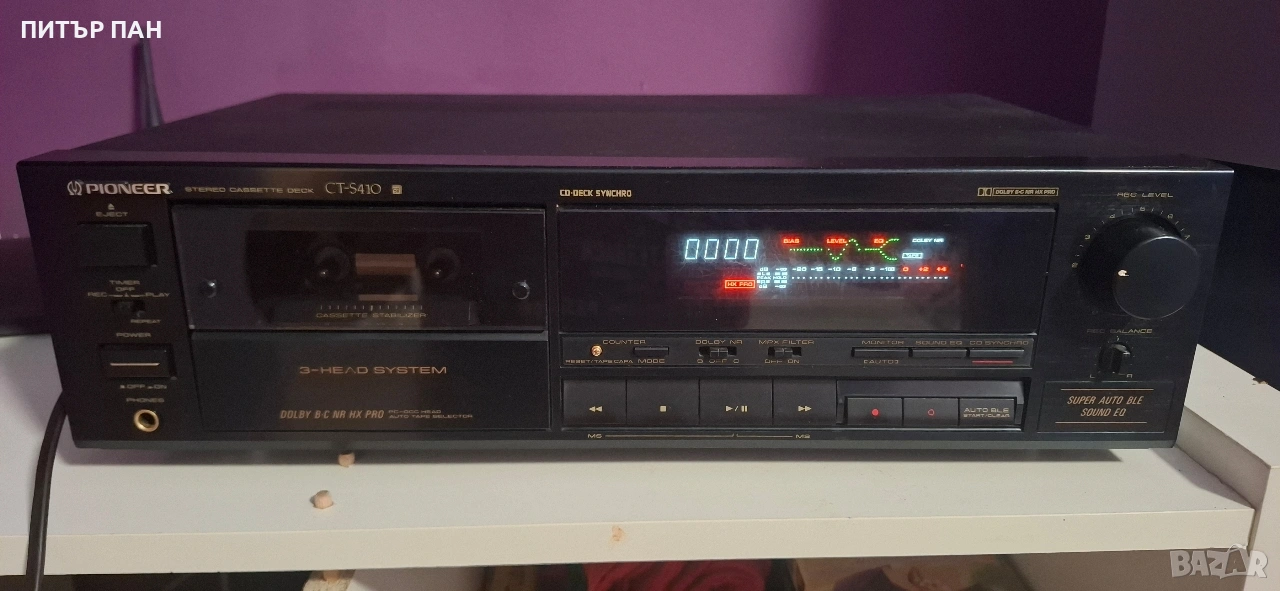 ПИТЪР ПАН
PIONEER STEREO CASSETTE DECK CT-S410
CD-DECK SYNCHRO
DOLBY B-C NR HX PRO
REC LEVEL
EJECT
TIMER
OFF
REC PLAY
REPEAT
POWER
OFF ON
PHONES
CASSETTE STABILIZER
3-HEAD SYSTEM
DOLBY B-C NR HX PRO
AUTO TAPE SELECTOR
0000
BIAS LEVEL EQ DOLBY NR
HX PRO
COUNTER
MODE
DOLBY NR
B OFF C
MPX FILTER
OFF ON
MONITOR
SOUND EQ
CD SYNCHRO
MS MS
AUTO BLE
START/CLEAR
REC BALANCE
L R
SUPER AUTO BLE
SOUND EQ
BAZAR